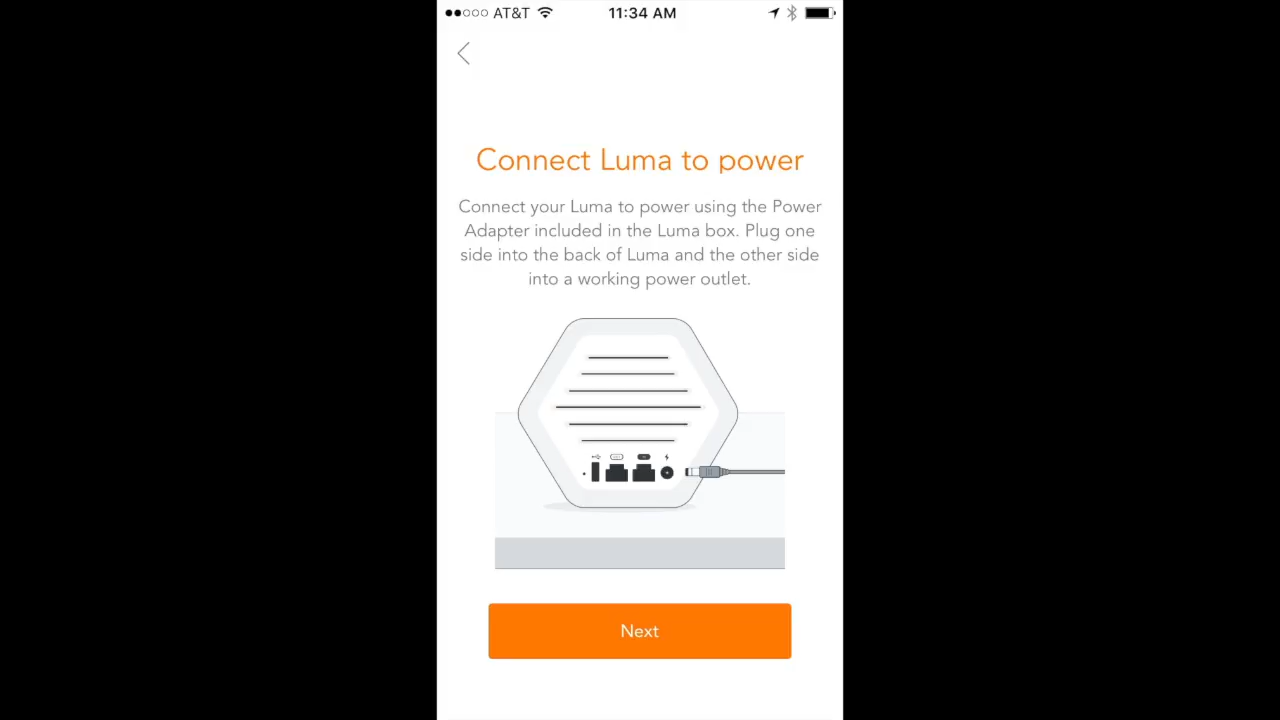 AT&T 11:34 AM
Connect Luma to power
Connect your Luma to power using the Power
Adapter included in the Luma box. Plug one
side into the back of Luma and the other side
into a working power outlet.
Next